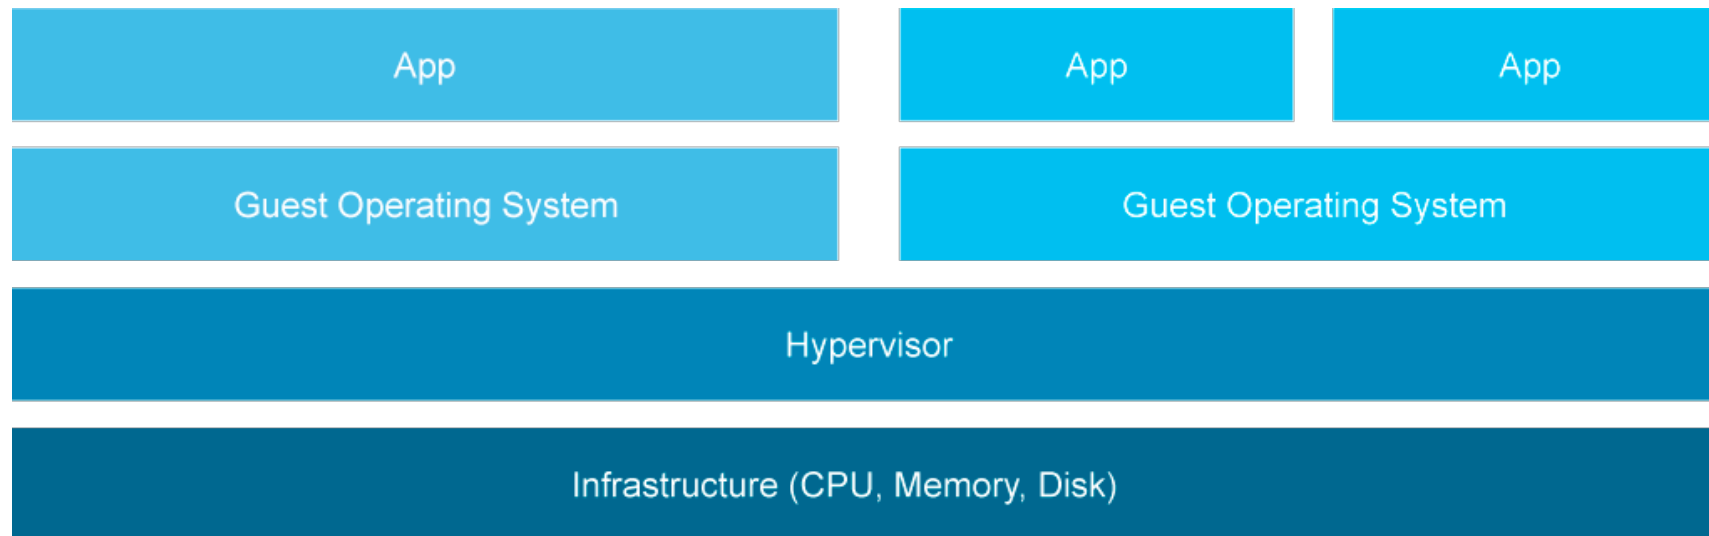 App
App
App
Guest Operating System
Guest Operating System
Hypervisor
Infrastructure (CPU, Memory, Disk)